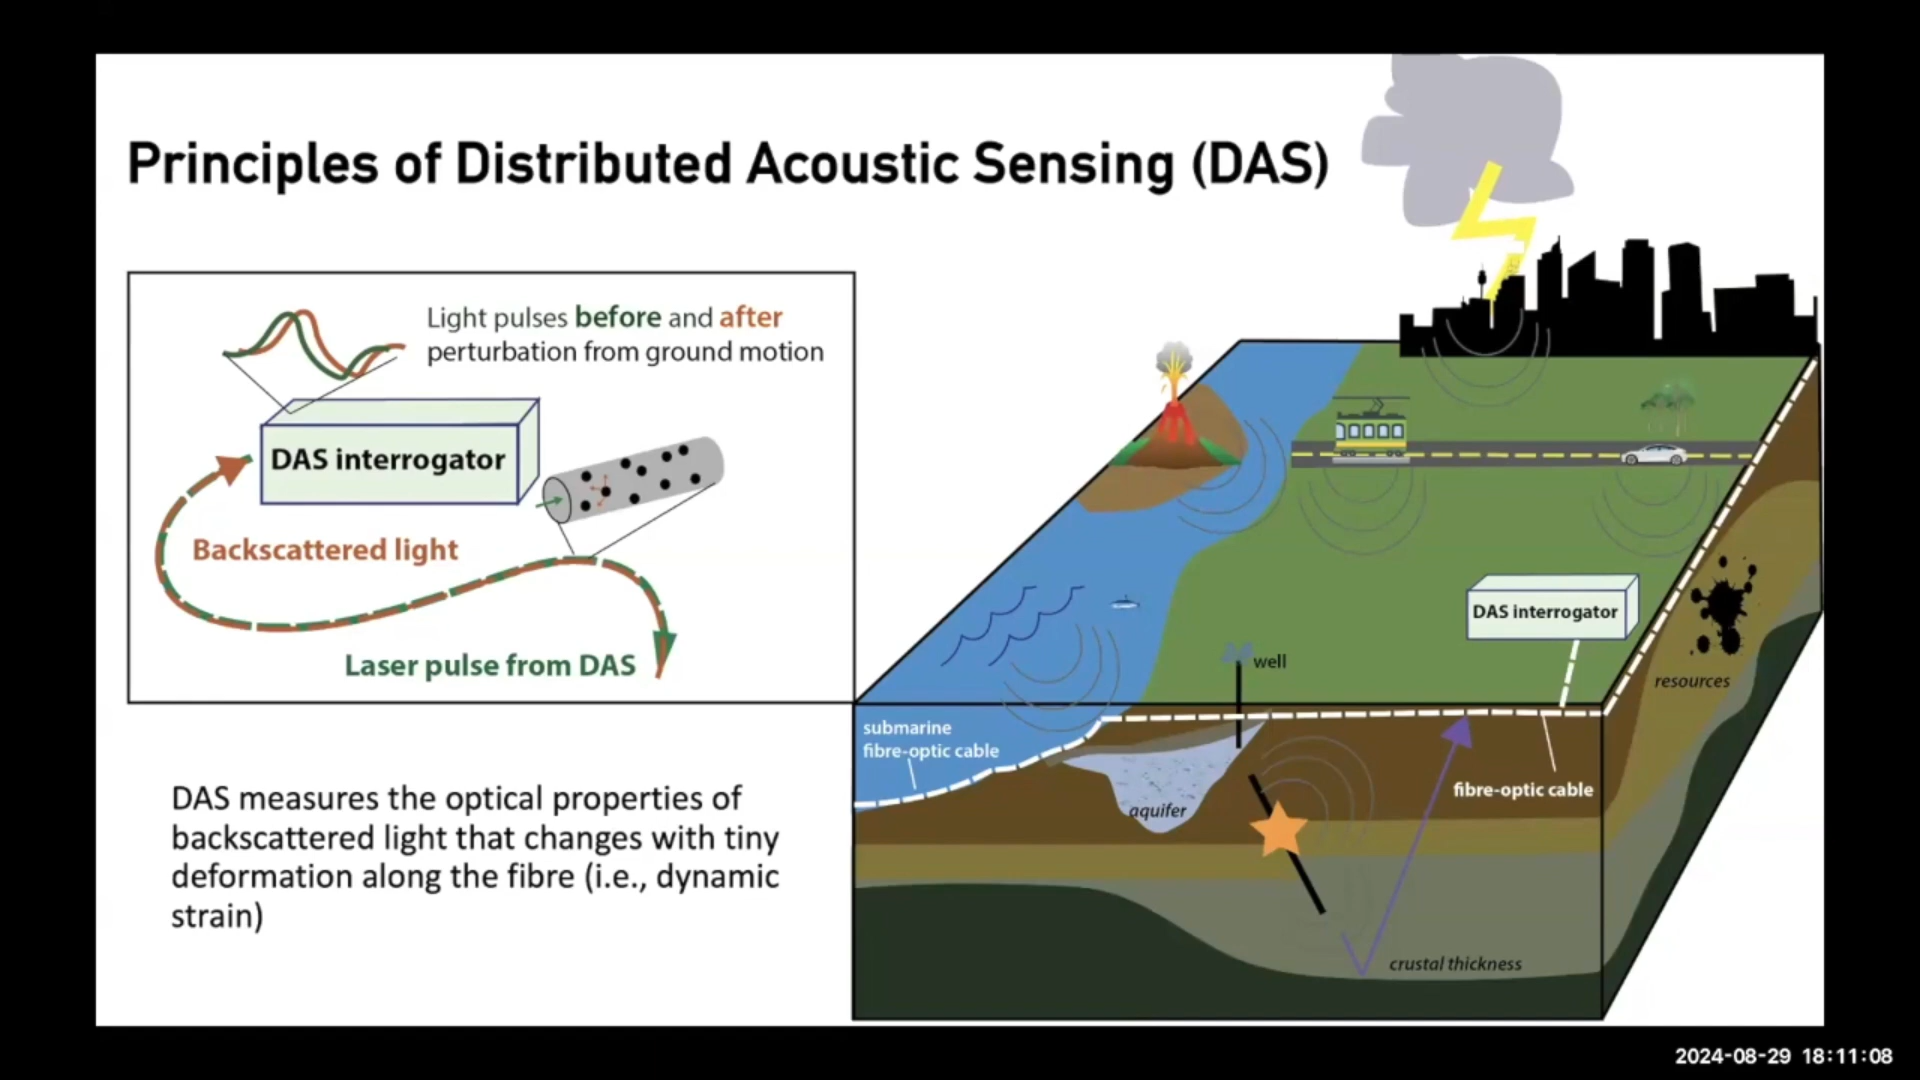 Principles of Distributed Acoustic Sensing (DAS)
Light pulses before and after
perturbation from ground motion
DAS interrogator
Backscattered light
Laser pulse from DAS
DAS measures the optical properties of
backscattered light that changes with tiny
deformation along the fibre (i.e., dynamic
strain)
DAS interrogator
well
resources
submarine
fibre-optic cable
fibre-optic cable
aquifer
crustal thickness
2024-08-29 18:11:08